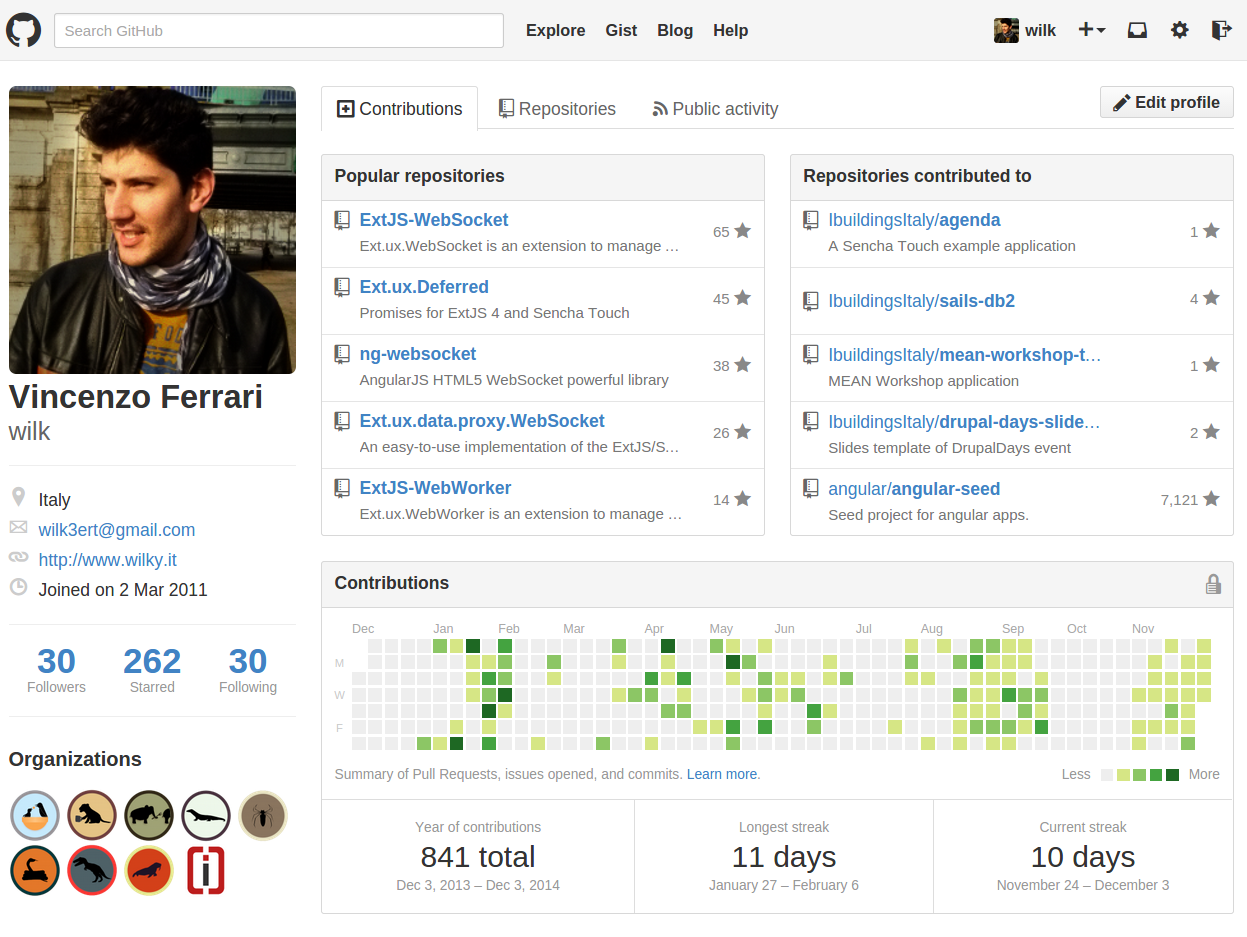 Search GitHub
Explore Gist Blog Help
wilk
Contributions
Repositories
Public activity
Edit profile
Vincenzo Ferrari
wilk
Italy
wilk3ert@gmail.com
http://www.wilky.it
Joined on 2 Mar 2011
30 262 30
Followers Starred Following
Organizations
[i]
Popular repositories
ExtJS-WebSocket
65
Ext.ux.WebSocket is an extension to manage …
Ext.ux.Deferred
45
Promises for ExtJS 4 and Sencha Touch
ng-websocket
38
AngularJS HTML5 WebSocket powerful library
Ext.ux.data.proxy.WebSocket
26
An easy-to-use implementation of the ExtJS/S…
ExtJS-WebWorker
14
Ext.ux.WebWorker is an extension to manage …
Repositories contributed to
IbuildingsItaly/agenda
1
A Sencha Touch example application
IbuildingsItaly/sails-db2
4
IbuildingsItaly/mean-workshop-t…
1
MEAN Workshop application
IbuildingsItaly/drupal-days-slide…
2
Slides template of DrupalDays event
angular/angular-seed
7,121
Seed project for angular apps.
Contributions
Dec Jan Feb Mar Apr May Jun Jul Aug Sep Oct Nov
M
W
F
Summary of Pull Requests, issues opened, and commits. Learn more.
Less More
Year of contributions
841 total
Dec 3, 2013 – Dec 3, 2014
Longest streak
11 days
January 27 – February 6
Current streak
10 days
November 24 – December 3